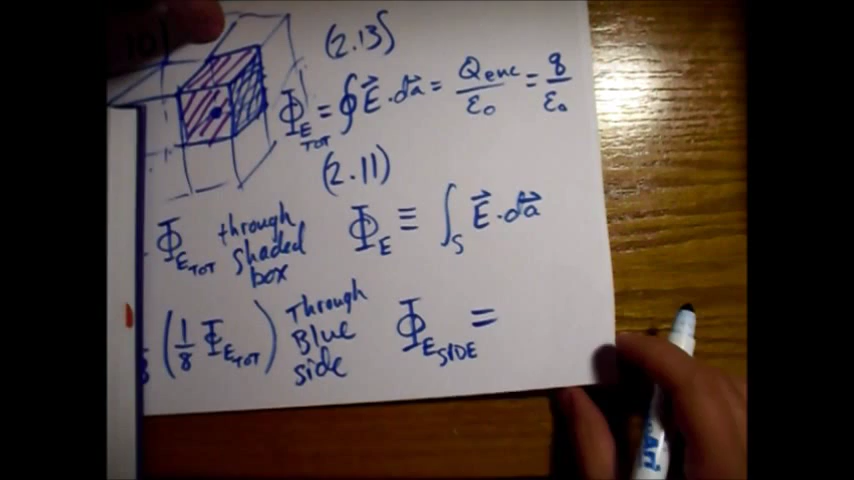 (2.13)
Φ_E_TOT = ∮ E⃗ · da⃗ = Q_enc / ε₀ = q / ε₀
(2.11)
Φ_E_TOT through shaded box
Φ_E ≡ ∫_S E⃗ · da⃗
(1/8 Φ_E_TOT) Through Blue side
Φ_E_SIDE =